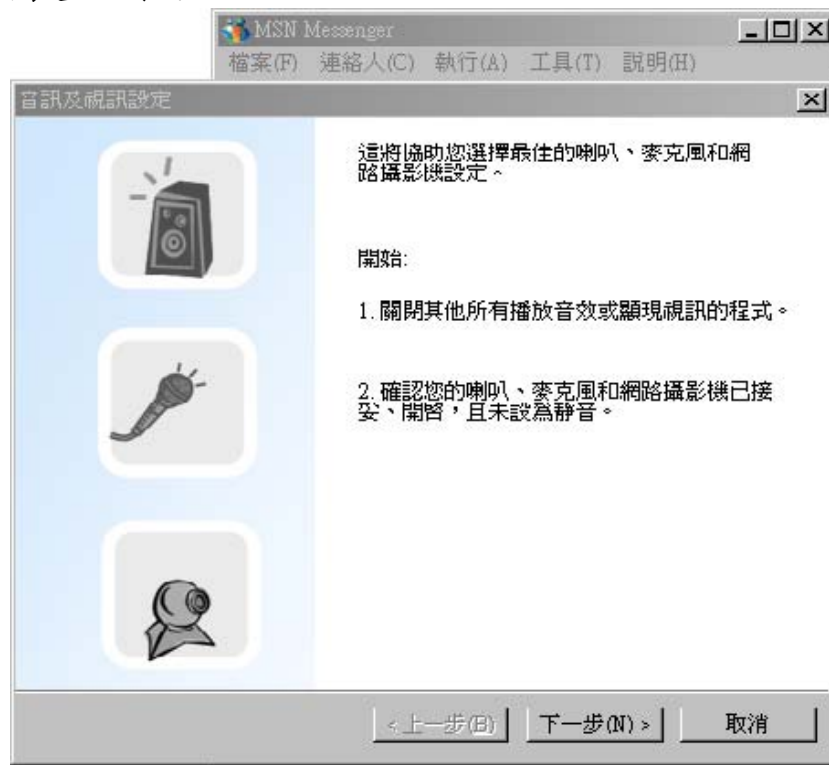 MSN Messenger
檔案(F) 連絡人(C) 執行(A) 工具(T) 說明(H)
音訊及視訊設定
這將協助您選擇最佳的喇叭、麥克風和網
路攝影機設定。
開始:
1. 關閉其他所有播放音效或顯現視訊的程式。
2. 確認您的喇叭、麥克風和網路攝影機已接
妥、開啟，且未設為靜音。
<上一步(B) 下一步(N) > 取消